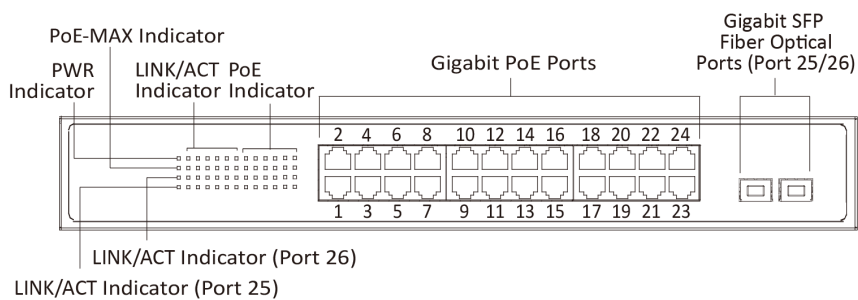 PoE-MAX Indicator
PWR
Indicator
LINK/ACT
Indicator
PoE
Indicator
Gigabit PoE Ports
Gigabit SFP
Fiber Optical
Ports (Port 25/26)
2 4 6 8 10 12 14 16 18 20 22 24
1 3 5 7 9 11 13 15 17 19 21 23
LINK/ACT Indicator (Port 26)
LINK/ACT Indicator (Port 25)